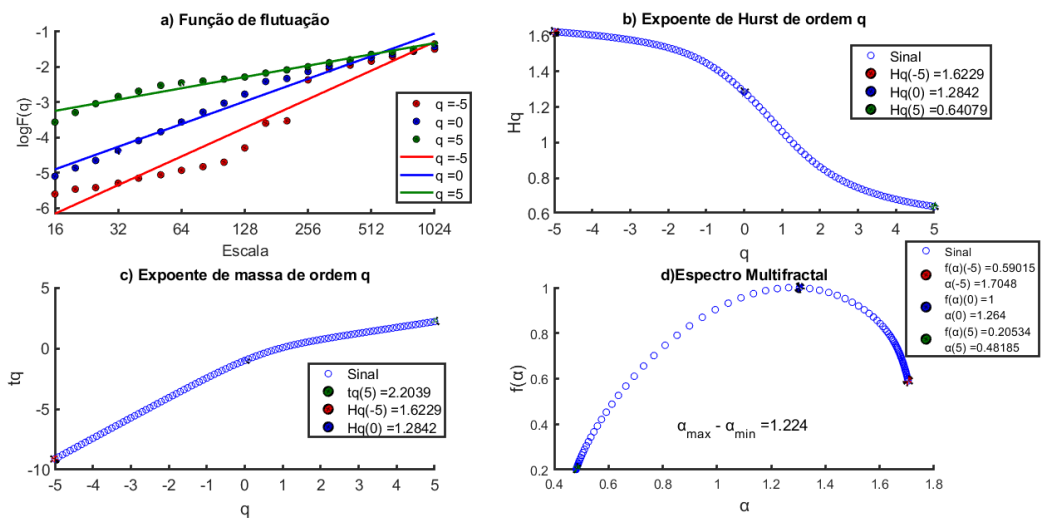 a) Função de flutuação
-1
-2
-3
-4
-5
-6
logF(q)
16 32 64 128 256 512 1024
Escala
q =-5
q =0
q =5
q =-5
q =0
q =5
b) Expoente de Hurst de ordem q
1.6
1.4
1.2
1
0.8
0.6
Hq
-5 -4 -3 -2 -1 0 1 2 3 4 5
q
Sinal
Hq(-5) =1.6229
Hq(0) =1.2842
Hq(5) =0.64079
c) Expoente de massa de ordem q
5
0
-5
-10
tq
-5 -4 -3 -2 -1 0 1 2 3 4 5
q
Sinal
tq(5) =2.2039
Hq(-5) =1.6229
Hq(0) =1.2842
d)Espectro Multifractal
1
0.8
0.6
0.4
0.2
f(α)
0.4 0.6 0.8 1 1.2 1.4 1.6 1.8
α
αmax - αmin =1.224
Sinal
f(α)(-5) =0.59015
α(-5) =1.7048
f(α)(0) =1
α(0) =1.264
f(α)(5) =0.20534
α(5) =0.48185